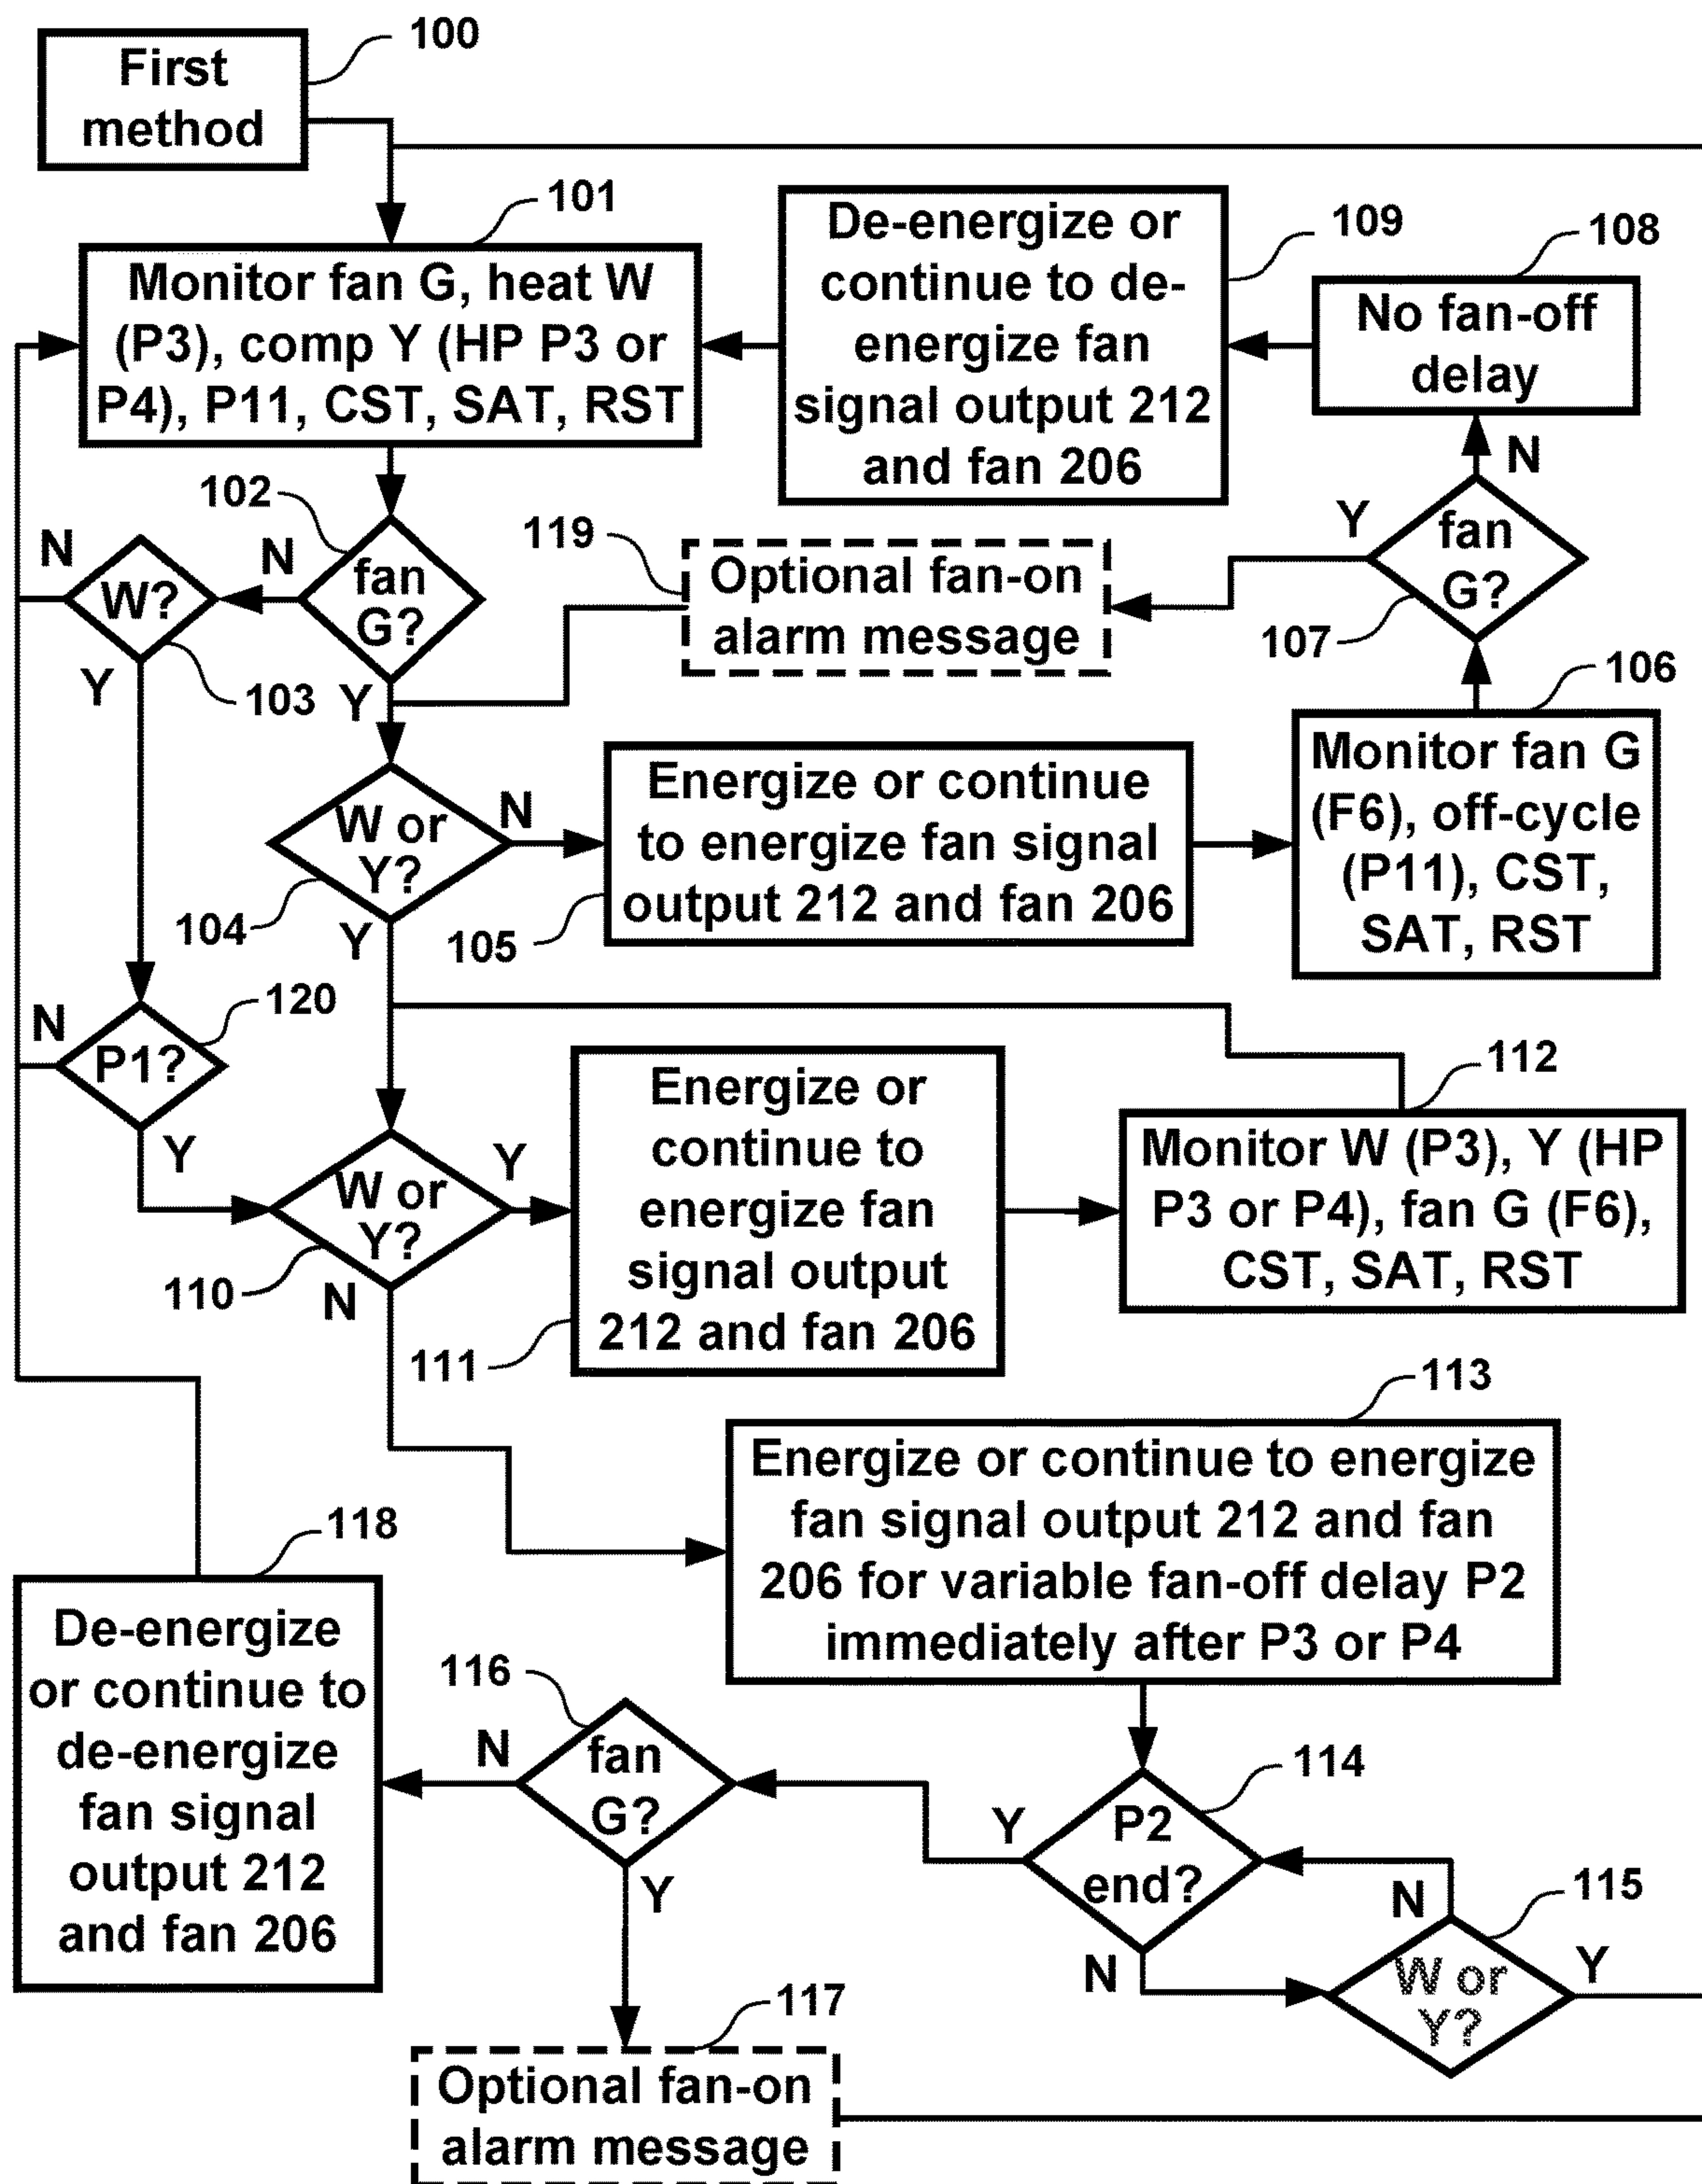 100
First
method
101
Monitor fan G, heat W
(P3), comp Y (HP P3 or
P4), P11, CST, SAT, RST
De-energize or
continue to de-
energize fan
signal output 212
and fan 206
109
108
No fan-off
delay
N
Y
fan
G?
107
102
N
W?
N
fan
G?
Y
103
Y
119
Optional fan-on
alarm message
106
Monitor fan G
(F6), off-cycle
(P11), CST,
SAT, RST
W or
Y?
N
104
Y
Energize or continue
to energize fan signal
output 212 and fan 206
105
120
N
P1?
Y
W or
Y?
Y
110
N
Energize or
continue to
energize fan
signal output
212 and fan 206
111
112
Monitor W (P3), Y (HP
P3 or P4), fan G (F6),
CST, SAT, RST
113
Energize or continue to energize
fan signal output 212 and fan
206 for variable fan-off delay P2
immediately after P3 or P4
118
De-energize
or continue to
de-energize
fan signal
output 212
and fan 206
116
N
fan
G?
Y
114
Y
P2
end?
N
115
N
W or
Y?
Y
117
Optional fan-on
alarm message